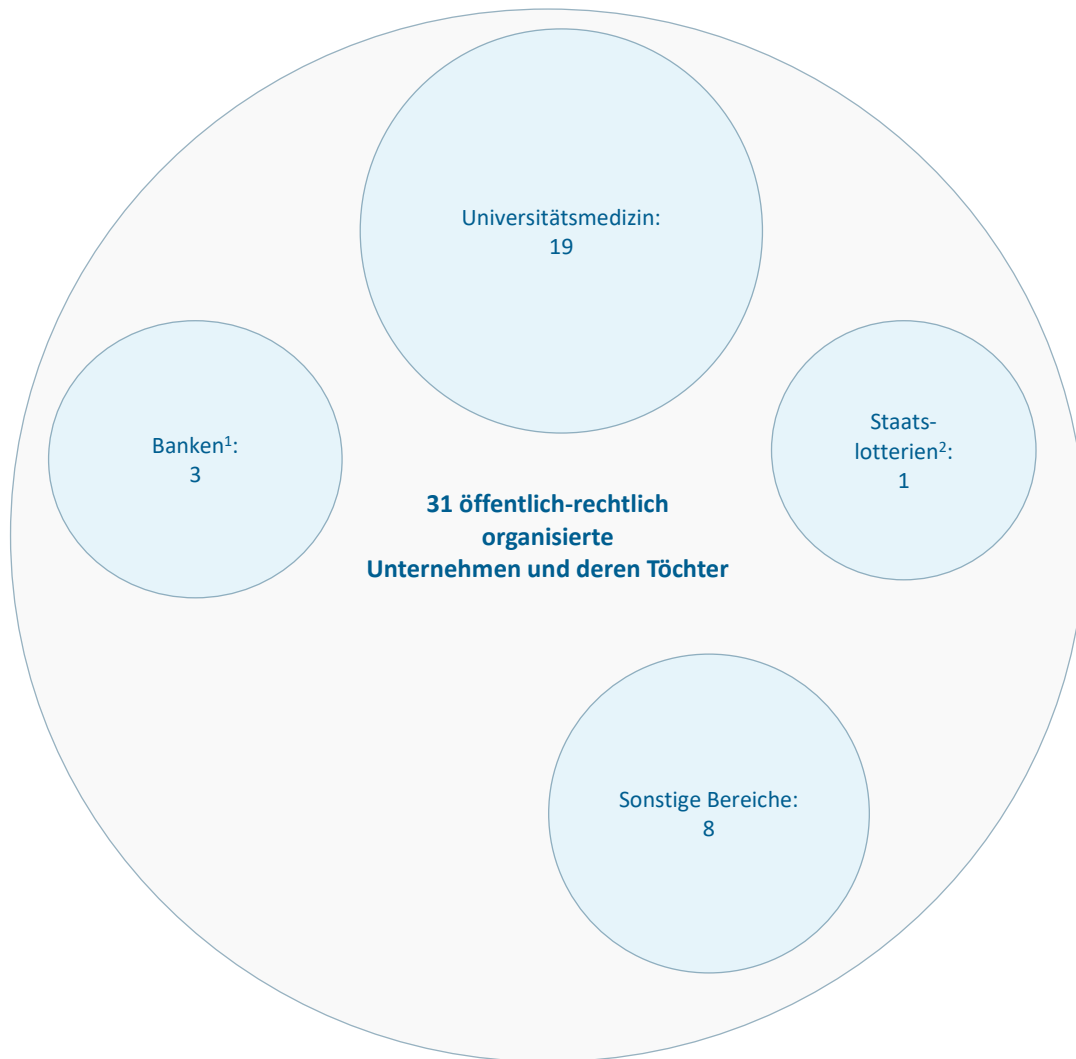 Universitätsmedizin:
19
Banken¹:
3
Staats-
lotterien²:
1
31 öffentlich-rechtlich
organisierte
Unternehmen und deren Töchter
Sonstige Bereiche:
8